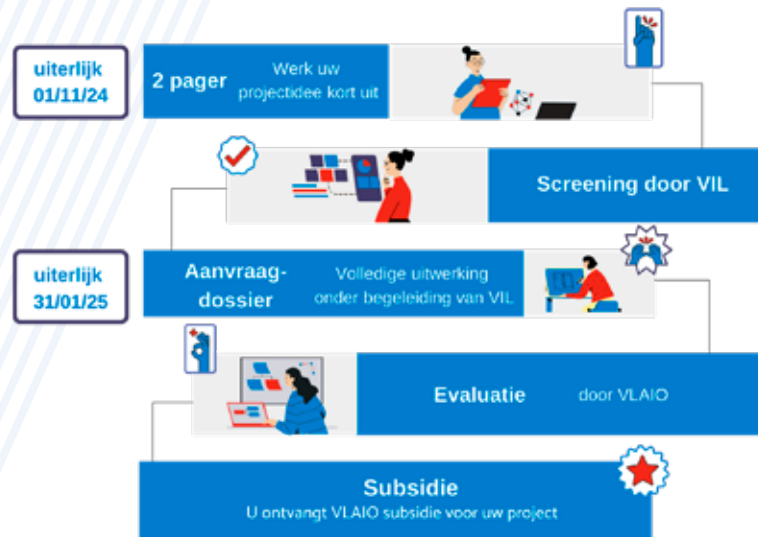 uiterlijk
01/11/24
2 pager
Werk uw
projectidee kort uit
Screening door VIL
uiterlijk
31/01/25
Aanvraag-
dossier
Volledige uitwerking
onder begeleiding van VIL
Evaluatie
door VLAIO
Subsidie
U ontvangt VLAIO subsidie voor uw project